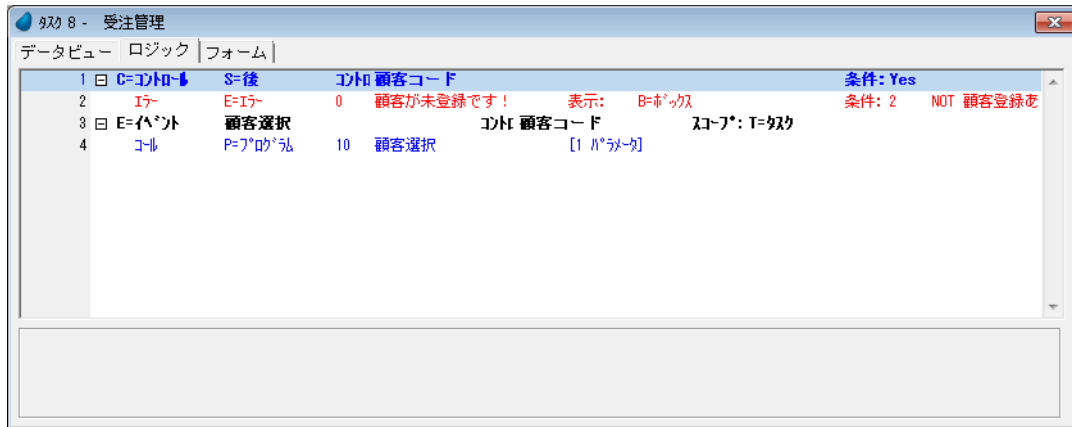 ﾀｽｸ 8 - 受注管理
データビュー ロジック フォーム
1 C=ｺﾝﾄﾛｰﾙ S=後 ｺﾝﾄﾛ 顧客コード 条件: Yes
2 ｴﾗｰ E=ｴﾗｰ 0 顧客が未登録です! 表示: B=ﾎﾞｯｸｽ 条件: 2 NOT 顧客登録あ
3 E=ｲﾍﾞﾝﾄ 顧客選択 ｺﾝﾄﾛ 顧客コード ｽｺｰﾌﾟ: T=ﾀｽｸ
4 ｺｰﾙ P=ﾌﾟﾛｸﾞﾗﾑ 10 顧客選択 [1 ﾊﾟﾗﾒｰﾀ]